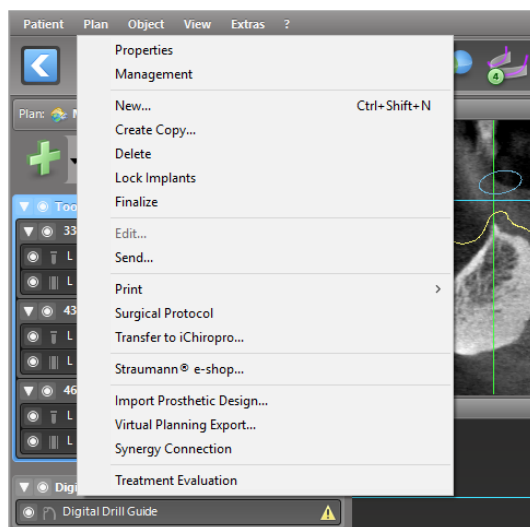 Patient Plan Object View Extras ?
Properties
Management
New... Ctrl+Shift+N
Plan:
Create Copy...
Delete
Lock Implants
Finalize
33
Edit...
L
Send...
L
Print
43
Surgical Protocol
L
Transfer to iChiropro...
L
Straumann® e-shop...
46
Import Prosthetic Design...
L
Virtual Planning Export...
L
Synergy Connection
Treatment Evaluation
Digital Drill Guide
4